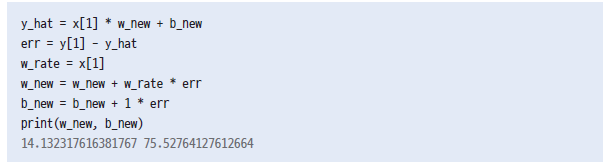 y_hat = x[1] * w_new + b_new
err = y[1] - y_hat
w_rate = x[1]
w_new = w_new + w_rate * err
b_new = b_new + 1 * err
print(w_new, b_new)
14.132317616381767 75.52764127612664